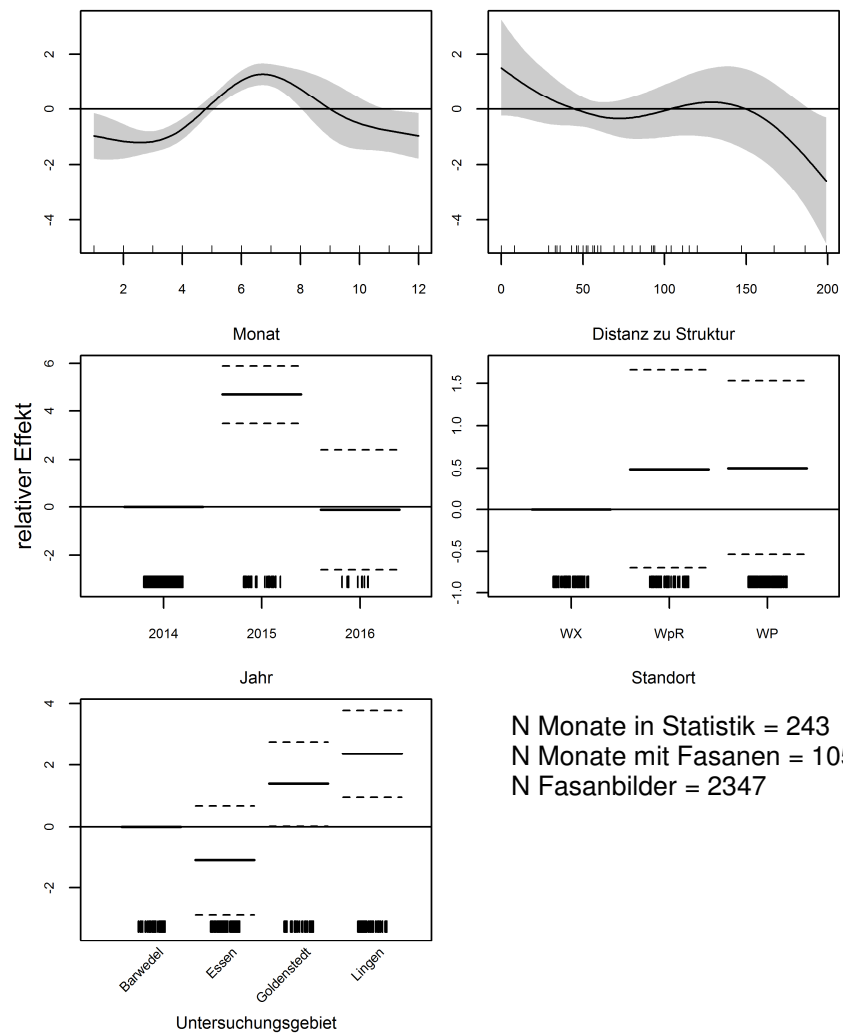 2
0
-2
-4
2 4 6 8 10 12
Monat
2
0
-2
-4
0 50 100 150 200
Distanz zu Struktur
relativer Effekt
6
4
2
0
-2
2014 2015 2016
Jahr
1.5
1.0
0.5
0.0
-0.5
-1.0
WX WpR WP
Standort
4
2
0
-2
Barwedel Essen Goldenstedt Lingen
Untersuchungsgebiet
N Monate in Statistik = 243
N Monate mit Fasanen = 105
N Fasanbilder = 2347